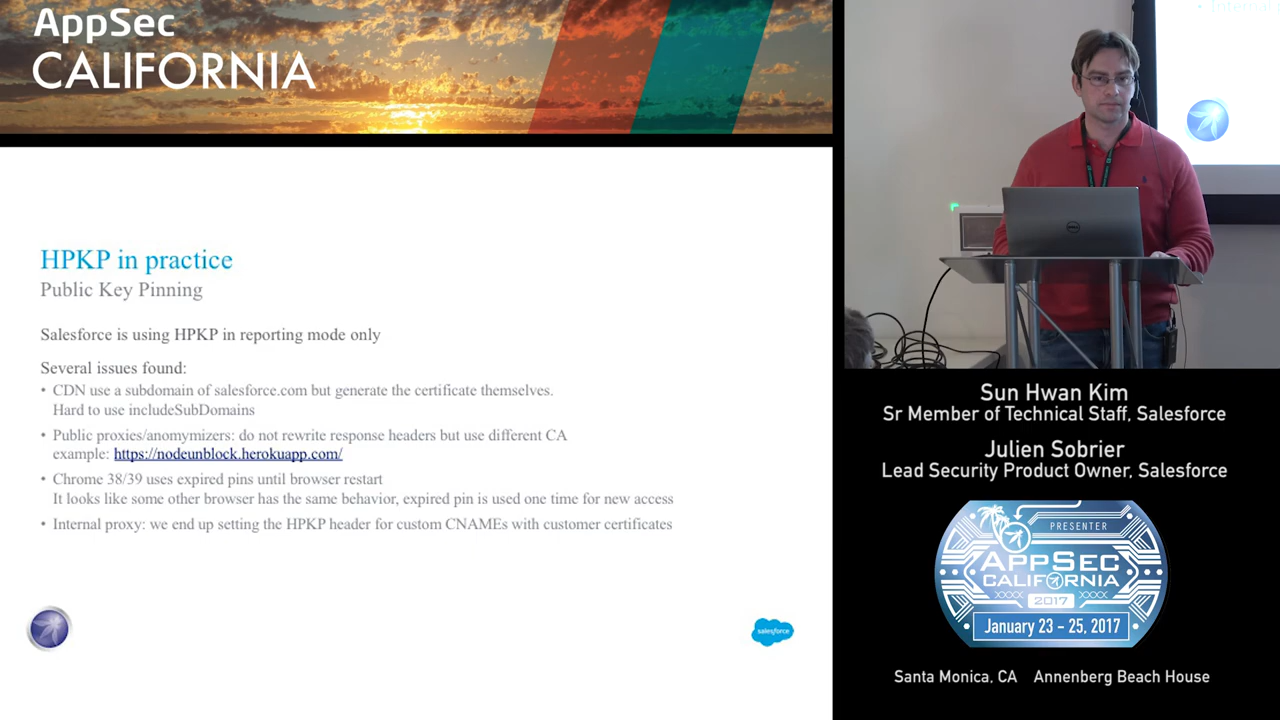 AppSec
CALIFORNIA
HPKP in practice
Public Key Pinning
Salesforce is using HPKP in reporting mode only
Several issues found:
• CDN use a subdomain of salesforce.com but generate the certificate themselves.
Hard to use includeSubDomains
• Public proxies/anomymizers: do not rewrite response headers but use different CA
example: https://nodeunblock.herokuapp.com/
• Chrome 38/39 uses expired pins until browser restart
It looks like some other browser has the same behavior, expired pin is used one time for new access
• Internal proxy: we end up setting the HPKP header for custom CNAMEs with customer certificates
salesforce
• Internal
Sun Hwan Kim
Sr Member of Technical Staff, Salesforce
Julien Sobrier
Lead Security Product Owner, Salesforce
PRESENTER
APPSEC
CALIFORNIA
2017
January 23 - 25, 2017
Santa Monica, CA Annenberg Beach House